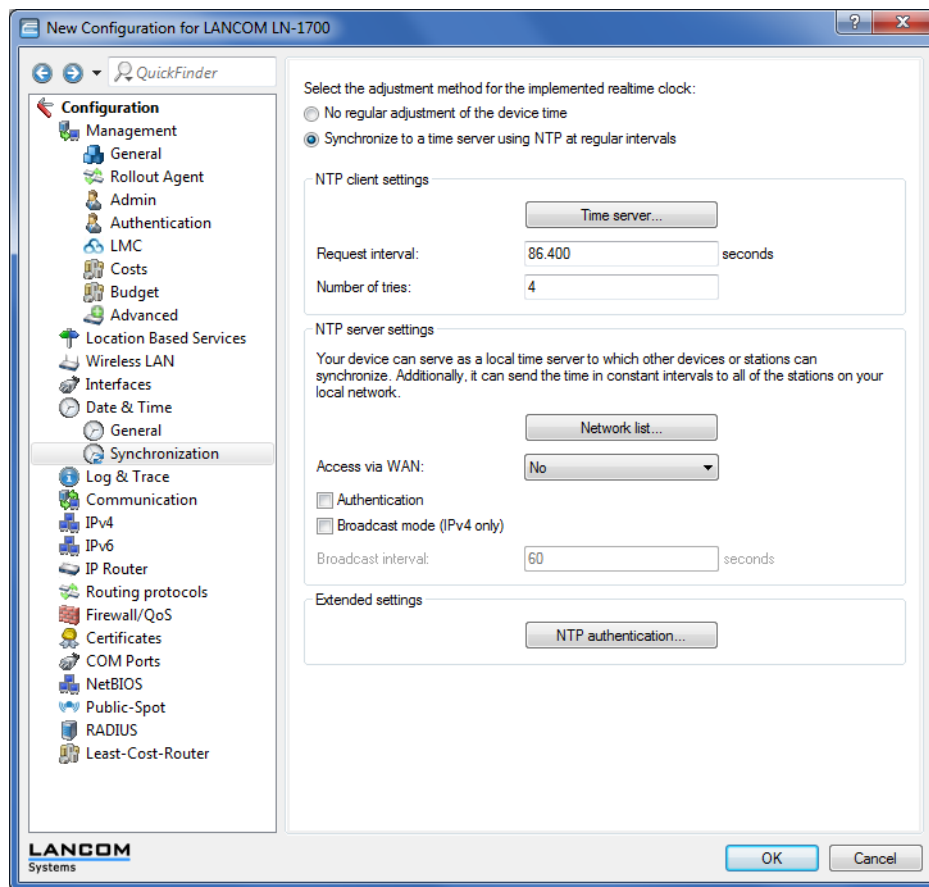 New Configuration for LANCOM LN-1700
?
QuickFinder
Configuration
Management
General
Rollout Agent
Admin
Authentication
LMC
Costs
Budget
Advanced
Location Based Services
Wireless LAN
Interfaces
Date & Time
General
Synchronization
Log & Trace
Communication
IPv4
IPv6
IP Router
Routing protocols
Firewall/QoS
Certificates
COM Ports
NetBIOS
Public-Spot
RADIUS
Least-Cost-Router
Select the adjustment method for the implemented realtime clock:
No regular adjustment of the device time
Synchronize to a time server using NTP at regular intervals
NTP client settings
Time server...
Request interval: 86.400 seconds
Number of tries: 4
NTP server settings
Your device can serve as a local time server to which other devices or stations can
synchronize. Additionally, it can send the time in constant intervals to all of the stations on your
local network.
Network list...
Access via WAN: No
Authentication
Broadcast mode (IPv4 only)
Broadcast interval: 60 seconds
Extended settings
NTP authentication...
LANCOM
Systems
OK Cancel